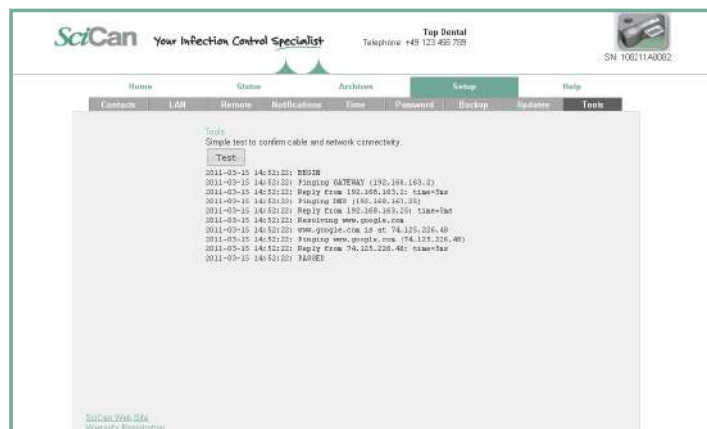 SciCan Your Infection Control Specialist
Top Dental
Telephone: +49 123 456 789
SN: 108211A0002
Home Status Archives Setup Help
Contacts LAN Remote Notifications Time Password Backup Updates Tools
Tools
Simple test to confirm cable and network connectivity.
Test
2011-03-15 14:52:22: BEGIN
2011-03-15 14:52:22: Pinging GATEWAY (192.168.163.2)
2011-03-15 14:52:22: Reply from 192.168.163.2: time=5ms
2011-03-15 14:52:22: Pinging DNS (192.168.163.25)
2011-03-15 14:52:22: Reply from 192.168.163.25: time=5ms
2011-03-15 14:52:22: Resolving www.google.com
2011-03-15 14:52:22: www.google.com is at 74.125.226.48
2011-03-15 14:52:22: Pinging www.google.com (74.125.226.48)
2011-03-15 14:52:22: Reply from 74.125.226.48: time=5ms
2011-03-15 14:52:22: PASSED
SciCan Web Site
Warranty Registration